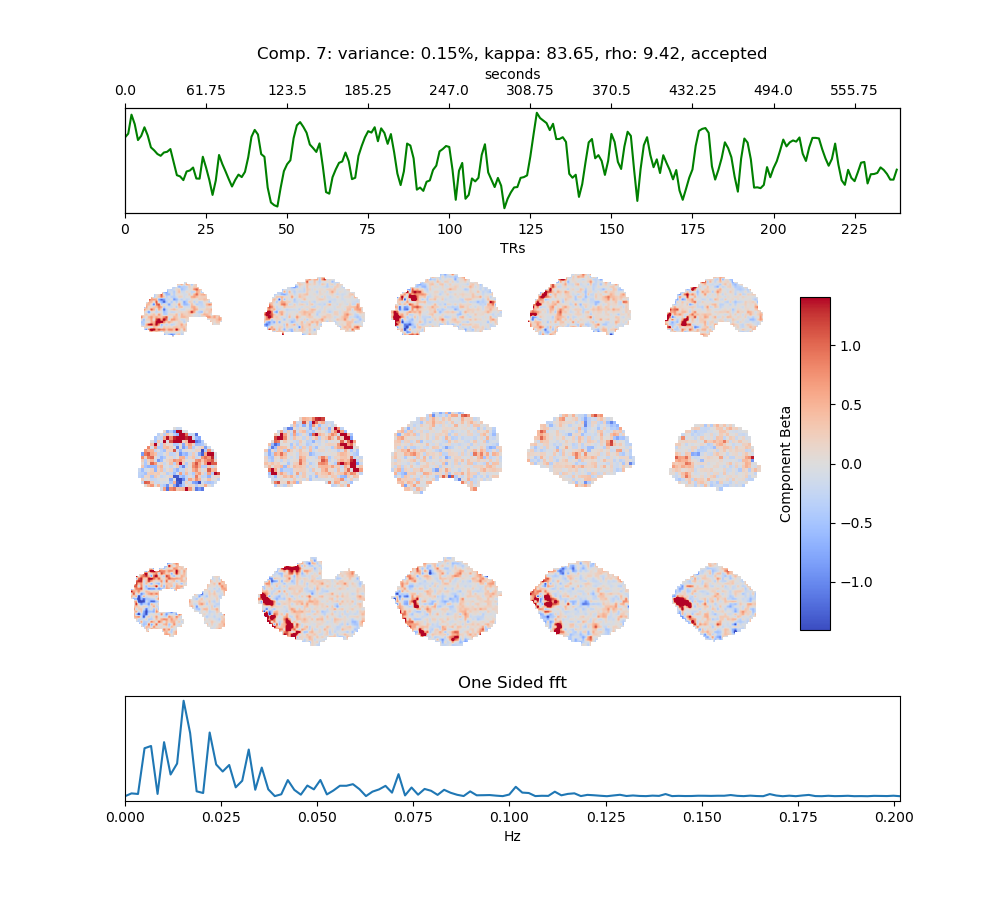 Comp. 7: variance: 0.15%, kappa: 83.65, rho: 9.42, accepted
seconds
0.0 61.75 123.5 185.25 247.0 308.75 370.5 432.25 494.0 555.75
0 25 50 75 100 125 150 175 200 225
TRs
1.0
0.5
0.0
−0.5
−1.0
Component Beta
One Sided fft
0.000 0.025 0.050 0.075 0.100 0.125 0.150 0.175 0.200
Hz